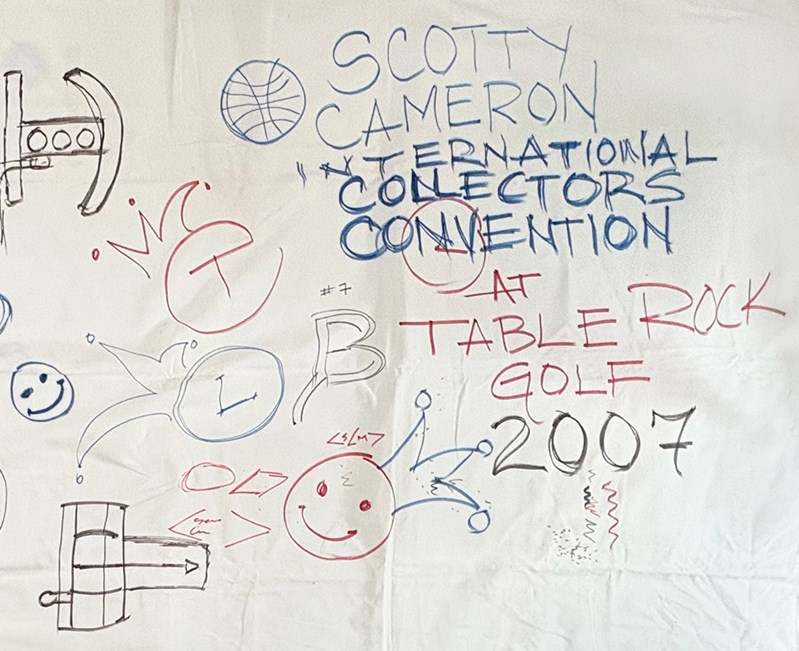 SCOTTY
CAMERON
INTERNATIONAL
COLLECTORS
CONVENTION
AT
TABLE ROCK
GOLF
2007
T
#7
B
L